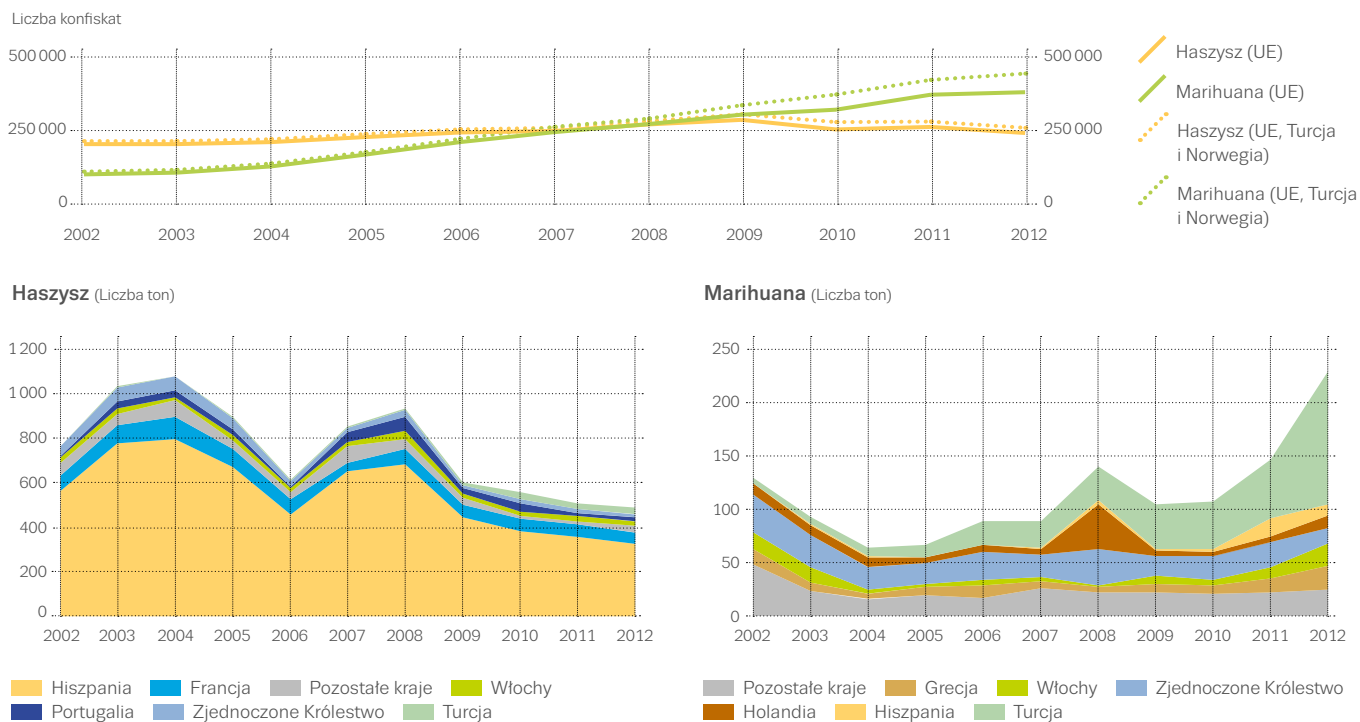 Liczba konfiskat
500 000
250 000
0
500 000
250 000
0
2002 2003 2004 2005 2006 2007 2008 2009 2010 2011 2012
Haszysz (UE)
Marihuana (UE)
Haszysz (UE, Turcja
i Norwegia)
Marihuana (UE, Turcja
i Norwegia)
Haszysz (Liczba ton)
1 200
1 000
800
600
400
200
0
2002 2003 2004 2005 2006 2007 2008 2009 2010 2011 2012
Hiszpania Francja Pozostałe kraje Włochy
Portugalia Zjednoczone Królestwo Turcja
Marihuana (Liczba ton)
250
200
150
100
50
0
2002 2003 2004 2005 2006 2007 2008 2009 2010 2011 2012
Pozostałe kraje Grecja Włochy Zjednoczone Królestwo
Holandia Hiszpania Turcja